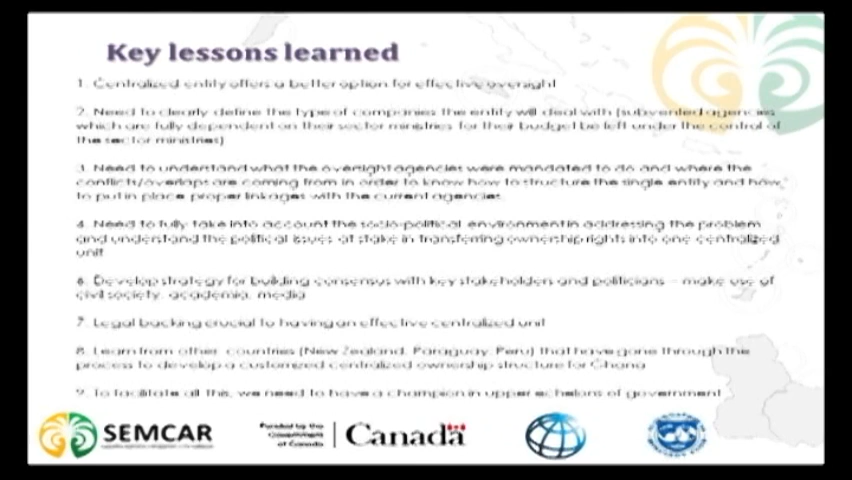 Key lessons learned
1. Centralized entity offers a better option for effective oversight
2. Need to clearly define the type of companies the entity will deal with (subvented agencies
which are fully dependent on their sector ministries for their budget be left under the control of
the sector ministries)
3. Need to understand what the oversight agencies were mandated to do and where the
conflicts/overlaps are coming from in order to know how to structure the single entity and how
to put in place proper linkages with the current agencies.
4. Need to fully take into account the socio-political environment in addressing the problem
and understand the political issues at stake in transferring ownership rights into one centralized
unit
6. Develop strategy for building consensus with key stakeholders and politicians – make use of
civil society, academia, media
7. Legal backing crucial to having an effective centralized unit
8. Learn from other countries (New Zealand, Paraguay, Peru) that have gone through the
process to develop a customized centralized ownership structure for Ghana
9. To facilitate all this, we need to have a champion in upper echelons of government
SEMCAR
Funded by the
Government
of Canada
Canada